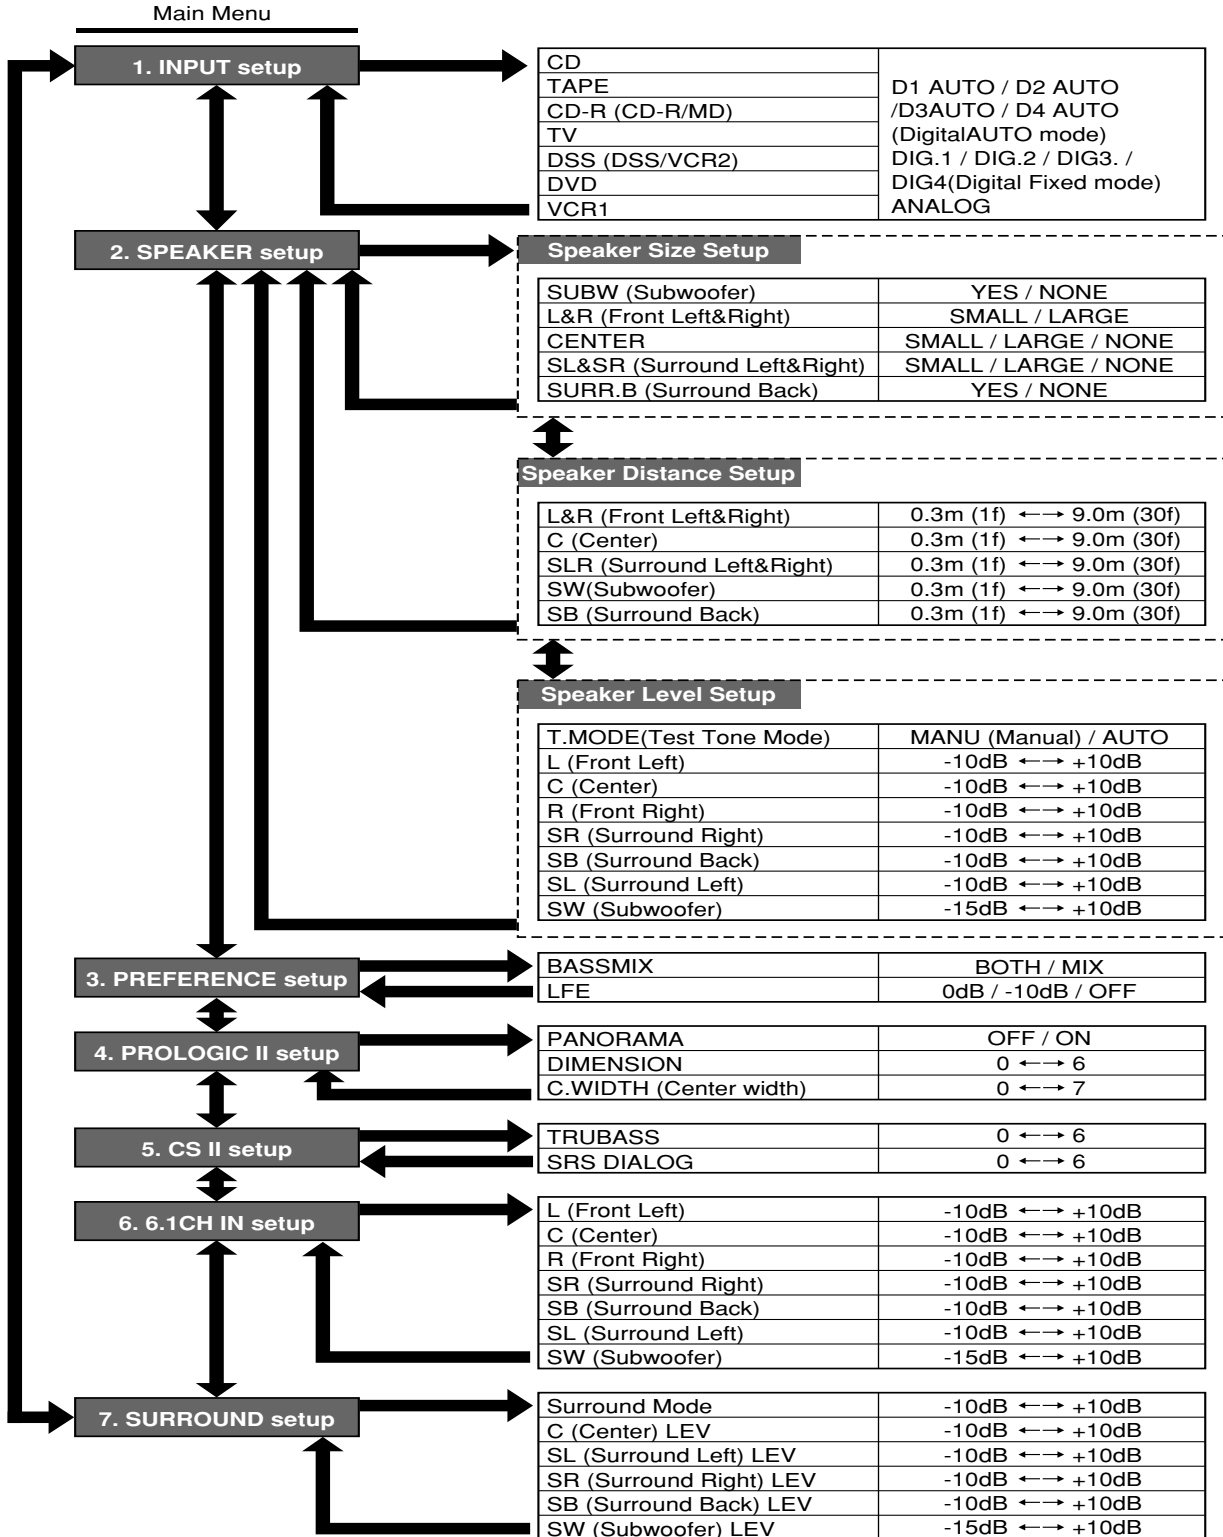 Main Menu
1. INPUT setup
CD
TAPE
CD-R (CD-R/MD)
TV
DSS (DSS/VCR2)
DVD
VCR1
D1 AUTO / D2 AUTO
/D3AUTO / D4 AUTO
(DigitalAUTO mode)
DIG.1 / DIG.2 / DIG3. /
DIG4(Digital Fixed mode)
ANALOG
2. SPEAKER setup
Speaker Size Setup
SUBW (Subwoofer) YES / NONE
L&R (Front Left&Right) SMALL / LARGE
CENTER SMALL / LARGE / NONE
SL&SR (Surround Left&Right) SMALL / LARGE / NONE
SURR.B (Surround Back) YES / NONE
Speaker Distance Setup
L&R (Front Left&Right) 0.3m (1f) ←→ 9.0m (30f)
C (Center) 0.3m (1f) ←→ 9.0m (30f)
SLR (Surround Left&Right) 0.3m (1f) ←→ 9.0m (30f)
SW(Subwoofer) 0.3m (1f) ←→ 9.0m (30f)
SB (Surround Back) 0.3m (1f) ←→ 9.0m (30f)
Speaker Level Setup
T.MODE(Test Tone Mode) MANU (Manual) / AUTO
L (Front Left) -10dB ←→ +10dB
C (Center) -10dB ←→ +10dB
R (Front Right) -10dB ←→ +10dB
SR (Surround Right) -10dB ←→ +10dB
SB (Surround Back) -10dB ←→ +10dB
SL (Surround Left) -10dB ←→ +10dB
SW (Subwoofer) -15dB ←→ +10dB
3. PREFERENCE setup
BASSMIX BOTH / MIX
LFE 0dB / -10dB / OFF
4. PROLOGIC II setup
PANORAMA OFF / ON
DIMENSION 0 ←→ 6
C.WIDTH (Center width) 0 ←→ 7
5. CS II setup
TRUBASS 0 ←→ 6
SRS DIALOG 0 ←→ 6
6. 6.1CH IN setup
L (Front Left) -10dB ←→ +10dB
C (Center) -10dB ←→ +10dB
R (Front Right) -10dB ←→ +10dB
SR (Surround Right) -10dB ←→ +10dB
SB (Surround Back) -10dB ←→ +10dB
SL (Surround Left) -10dB ←→ +10dB
SW (Subwoofer) -15dB ←→ +10dB
7. SURROUND setup
Surround Mode -10dB ←→ +10dB
C (Center) LEV -10dB ←→ +10dB
SL (Surround Left) LEV -10dB ←→ +10dB
SR (Surround Right) LEV -10dB ←→ +10dB
SB (Surround Back) LEV -10dB ←→ +10dB
SW (Subwoofer) LEV -15dB ←→ +10dB